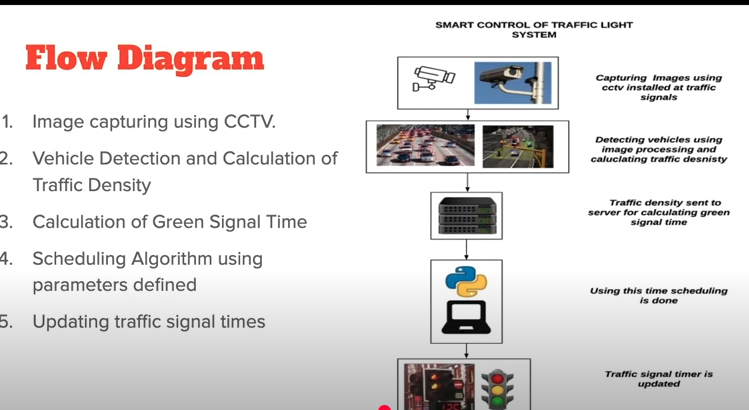 SMART CONTROL OF TRAFFIC LIGHT
SYSTEM
Flow Diagram
1. Image capturing using CCTV.
2. Vehicle Detection and Calculation of
Traffic Density
3. Calculation of Green Signal Time
4. Scheduling Algorithm using
parameters defined
5. Updating traffic signal times
Capturing Images using
cctv installed at traffic
signals
Detecting vehicles using
image processing and
caluclating traffic desnisty
Traffic density sent to
server for calculating green
signal time
Using this time scheduling
is done
Traffic signal timer is
updated